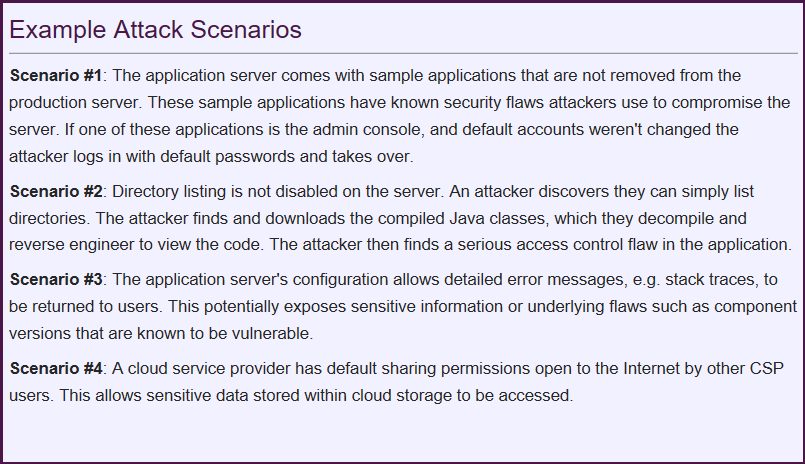 Example Attack Scenarios
Scenario #1: The application server comes with sample applications that are not removed from the
production server. These sample applications have known security flaws attackers use to compromise the
server. If one of these applications is the admin console, and default accounts weren't changed the
attacker logs in with default passwords and takes over.
Scenario #2: Directory listing is not disabled on the server. An attacker discovers they can simply list
directories. The attacker finds and downloads the compiled Java classes, which they decompile and
reverse engineer to view the code. The attacker then finds a serious access control flaw in the application.
Scenario #3: The application server's configuration allows detailed error messages, e.g. stack traces, to
be returned to users. This potentially exposes sensitive information or underlying flaws such as component
versions that are known to be vulnerable.
Scenario #4: A cloud service provider has default sharing permissions open to the Internet by other CSP
users. This allows sensitive data stored within cloud storage to be accessed.